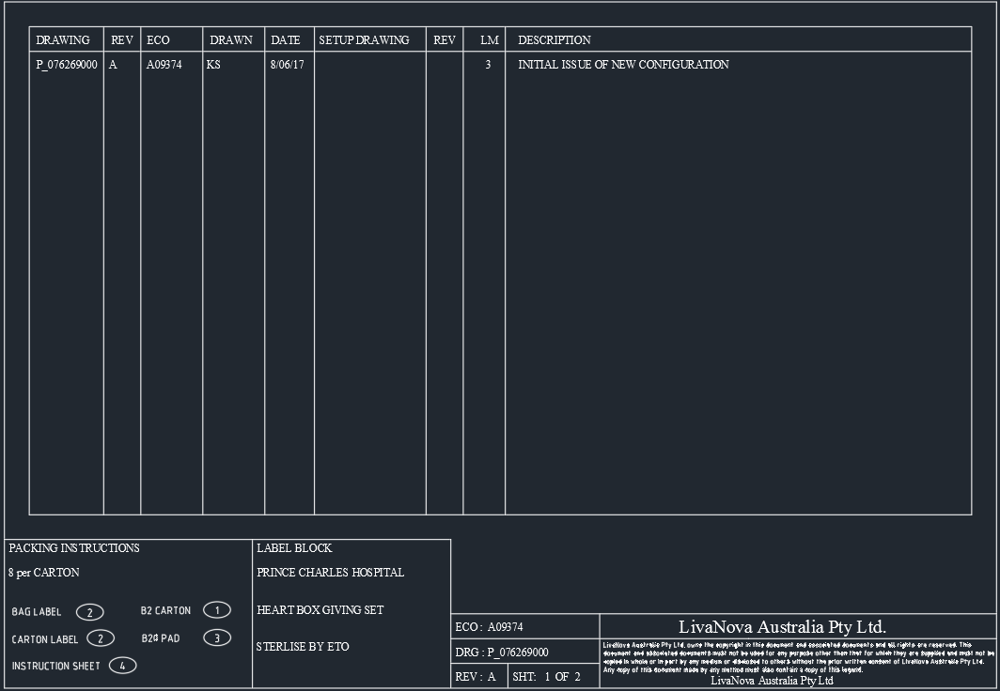 DRAWING REV ECO DRAWN DATE SETUP DRAWING REV LM DESCRIPTION
P_076269000 A A09374 KS 8/06/17 3 INITIAL ISSUE OF NEW CONFIGURATION
PACKING INSTRUCTIONS
8 per CARTON
BAG LABEL 2 B2 CARTON 1
CARTON LABEL 2 B2¢ PAD 3
INSTRUCTION SHEET 4
LABEL BLOCK
PRINCE CHARLES HOSPITAL
HEART BOX GIVING SET
STERLISE BY ETO
ECO : A09374
DRG : P_076269000
REV : A SHT: 1 OF 2
LivaNova Australia Pty Ltd.
LivaNova Australia Pty Ltd. owns the copyright in this document and associated documents and all rights are reserved. This
document and associated documents must not be used for any purpose other than that for which they are supplied and must not be
copied in whole or in part by any medium or disclosed to others without the prior written consent of LivaNova Australia Pty Ltd.
Any copy of this document made by any method must also contain a copy of this legend.
LivaNova Australia Pty Ltd